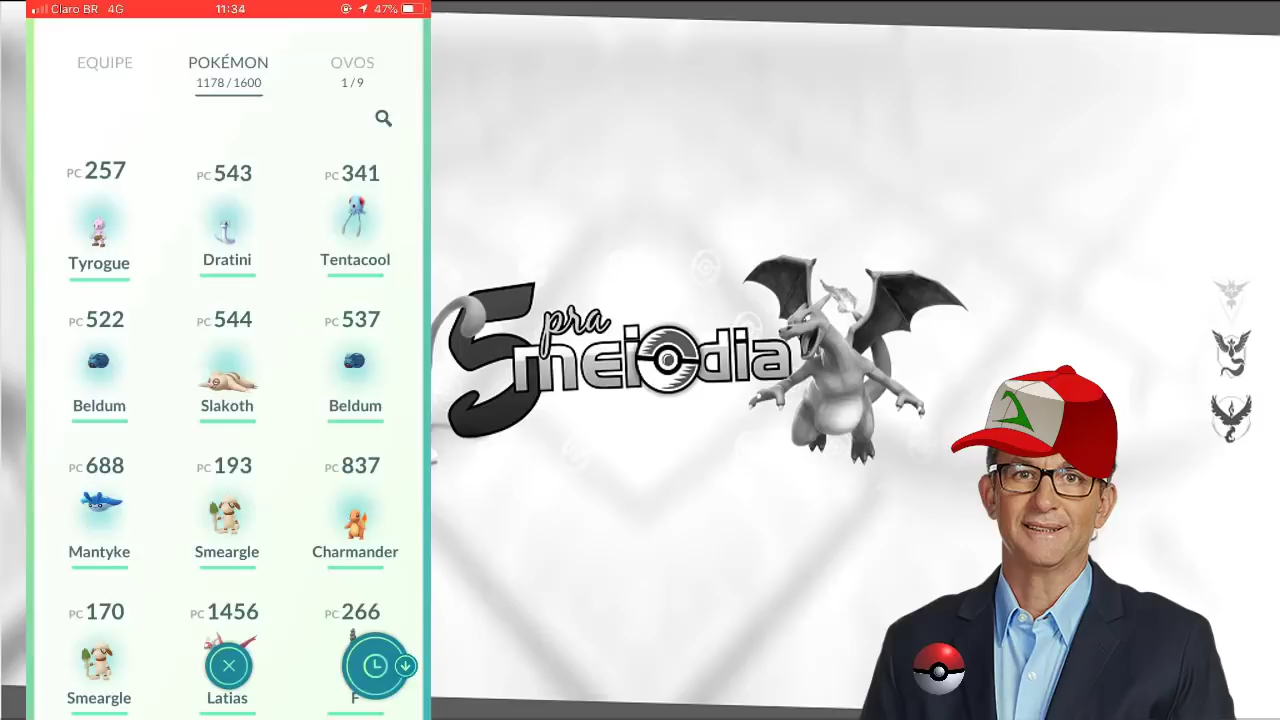 Claro BR 4G 11:34 47%
EQUIPE POKÉMON OVOS
1178 / 1600 1 / 9
PC 257 PC 543 PC 341
Tyrogue Dratini Tentacool
PC 522 PC 544 PC 537
Beldum Slakoth Beldum
PC 688 PC 193 PC 837
Mantyke Smeargle Charmander
PC 170 PC 1456 PC 266
Smeargle Latias F
5 pra
meiodia